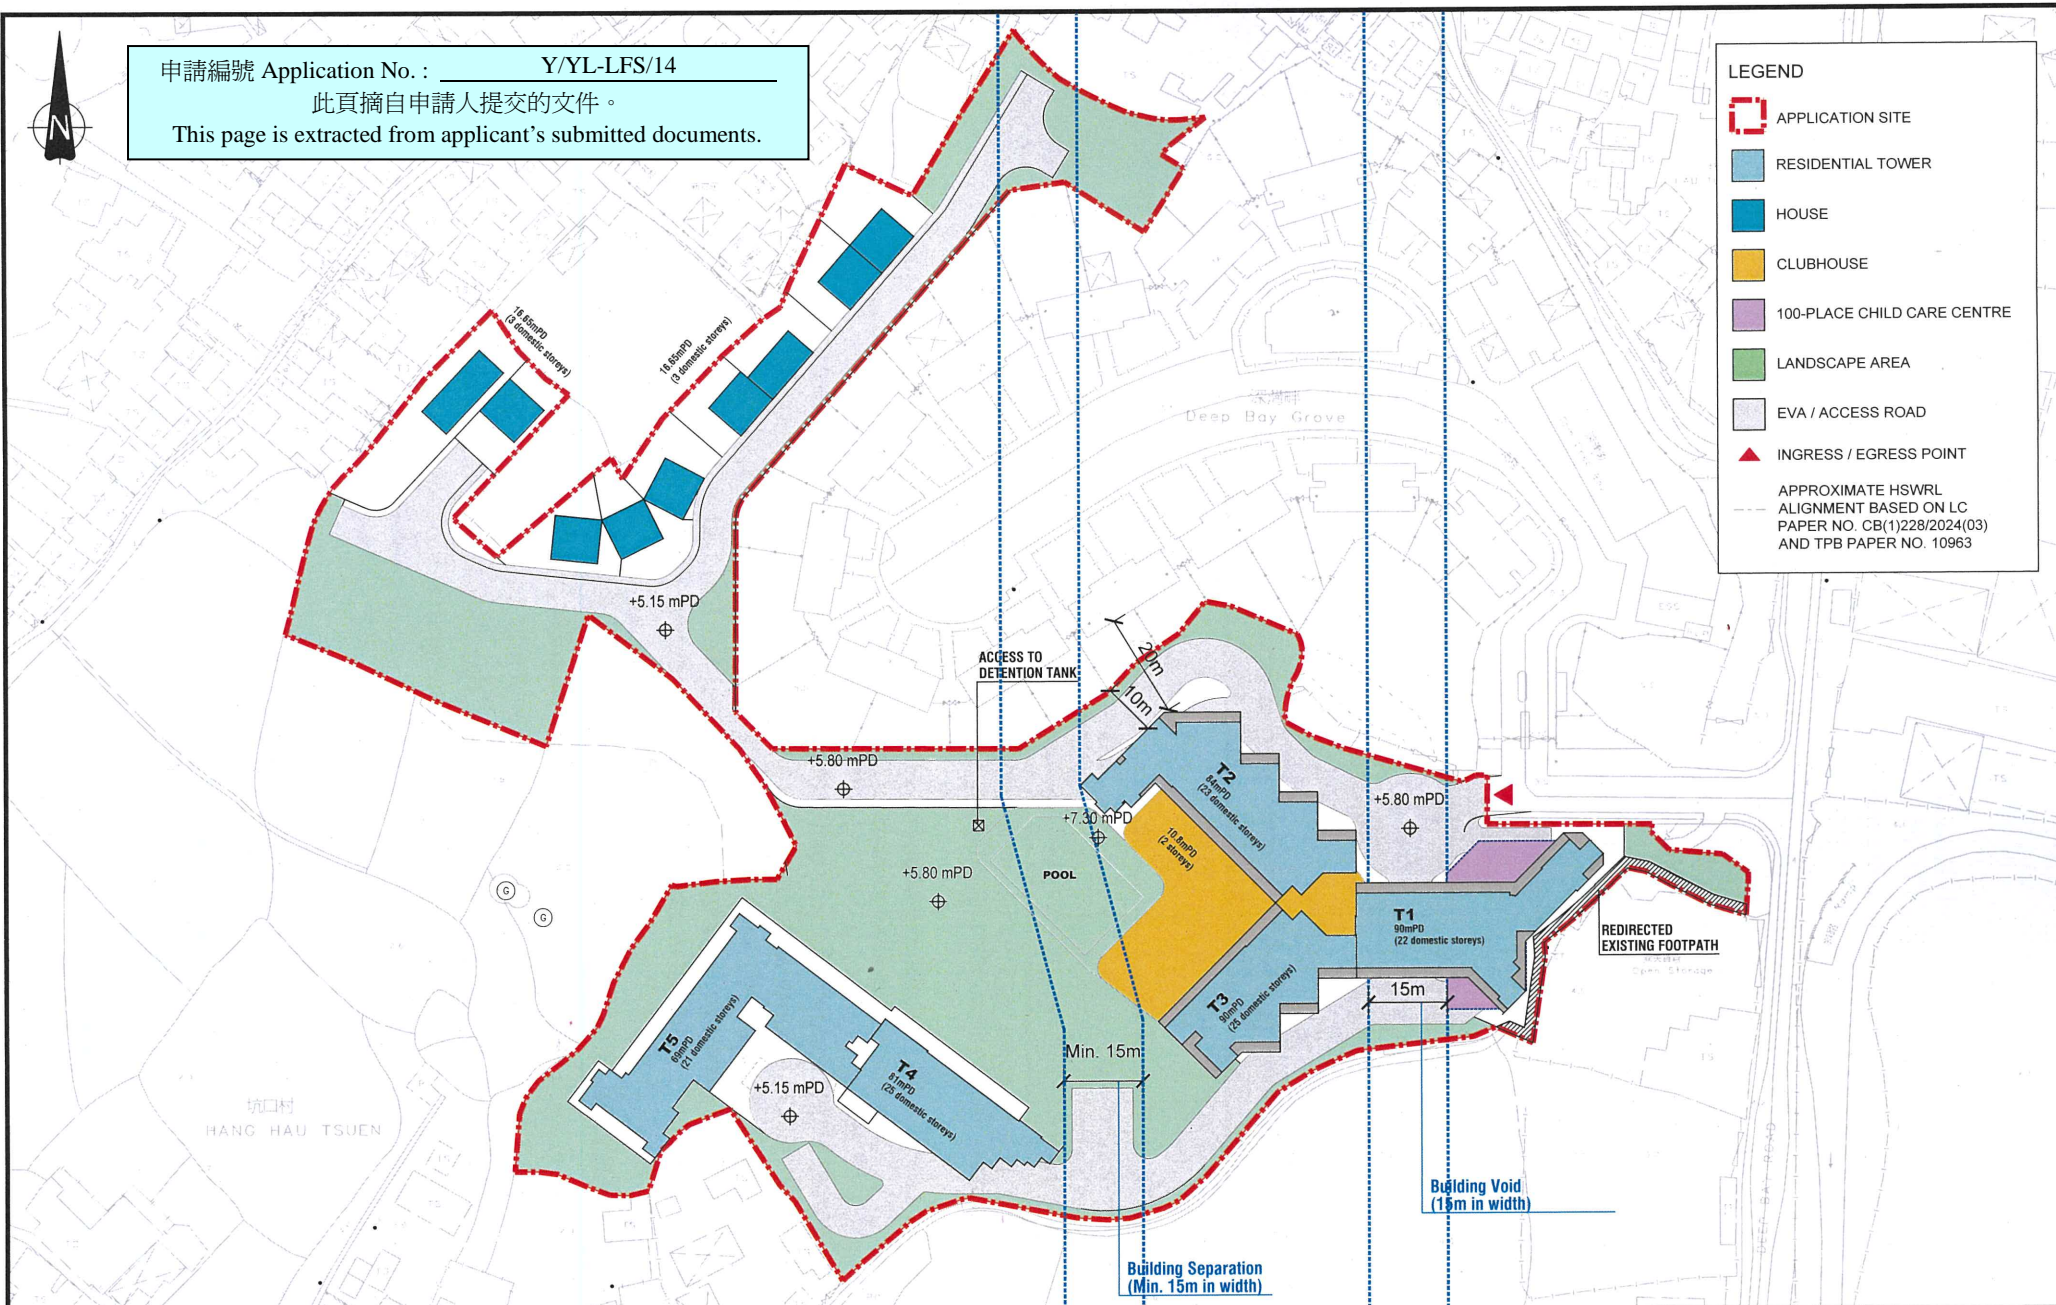 申請編號 Application No. : Y/YL-LFS/14
此頁摘自申請人提交的文件。
This page is extracted from applicant's submitted documents.
N
LEGEND
APPLICATION SITE
RESIDENTIAL TOWER
HOUSE
CLUBHOUSE
100-PLACE CHILD CARE CENTRE
LANDSCAPE AREA
EVA / ACCESS ROAD
INGRESS / EGRESS POINT
APPROXIMATE HSWRL
ALIGNMENT BASED ON LC
PAPER NO. CB(1)228/2024(03)
AND TPB PAPER NO. 10963
16.65mPD
(3 domestic storeys)
16.65mPD
(3 domestic storeys)
深灣畔
Deep Bay Grove
+5.15 mPD
ACCESS TO
DETENTION TANK
20m
10m
+5.80 mPD
T2
84mPD
(23 domestic storeys)
+5.80 mPD
+7.30 mPD
10.8mPD
(2 storeys)
+5.80 mPD
POOL
G
G
T1
90mPD
(22 domestic storeys)
REDIRECTED
EXISTING FOOTPATH
Open Storage
T3
90mPD
(25 domestic storeys)
15m
T5
69mPD
(21 domestic storeys)
T4
81mPD
(25 domestic storeys)
Min. 15m
+5.15 mPD
坑口村
HANG HAU TSUEN
DEEP BAY ROAD
Building Void
(15m in width)
Building Separation
(Min. 15m in width)